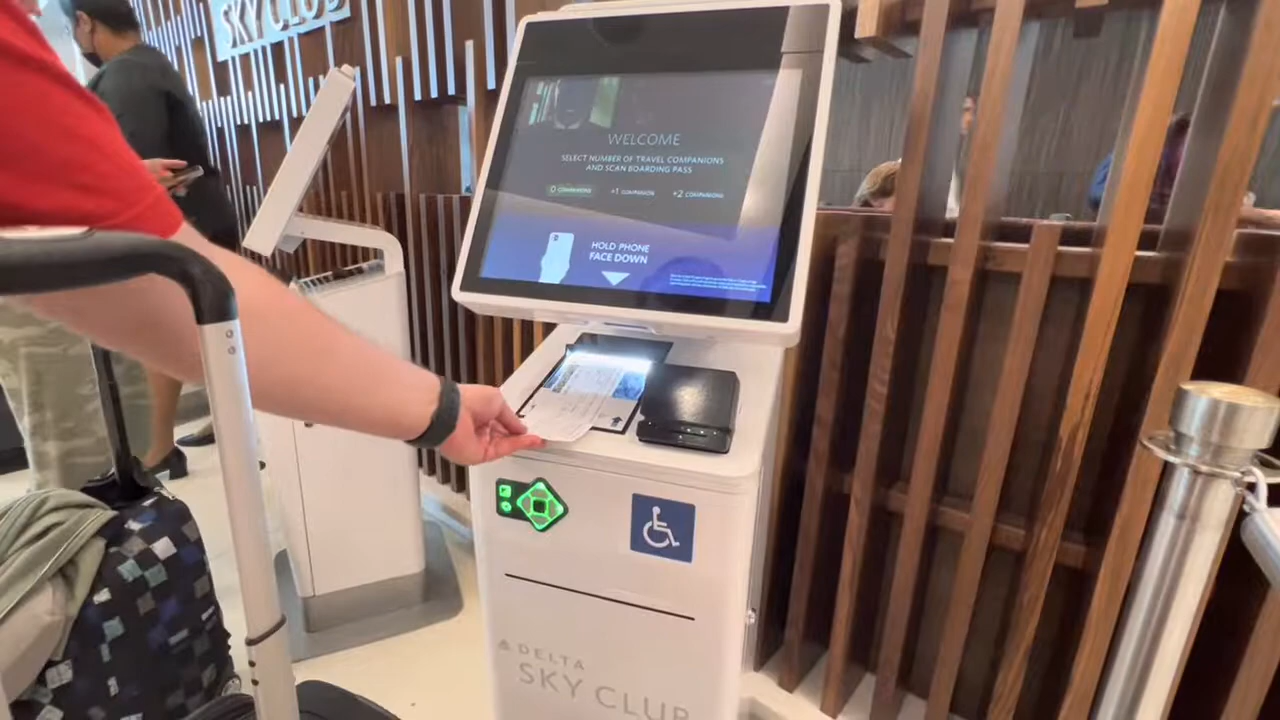 SKY CLUB
WELCOME
SELECT NUMBER OF TRAVEL COMPANIONS
AND SCAN BOARDING PASS
0 COMPANIONS +1 COMPANION +2 COMPANIONS
HOLD PHONE
FACE DOWN
DELTA
SKY CLUB